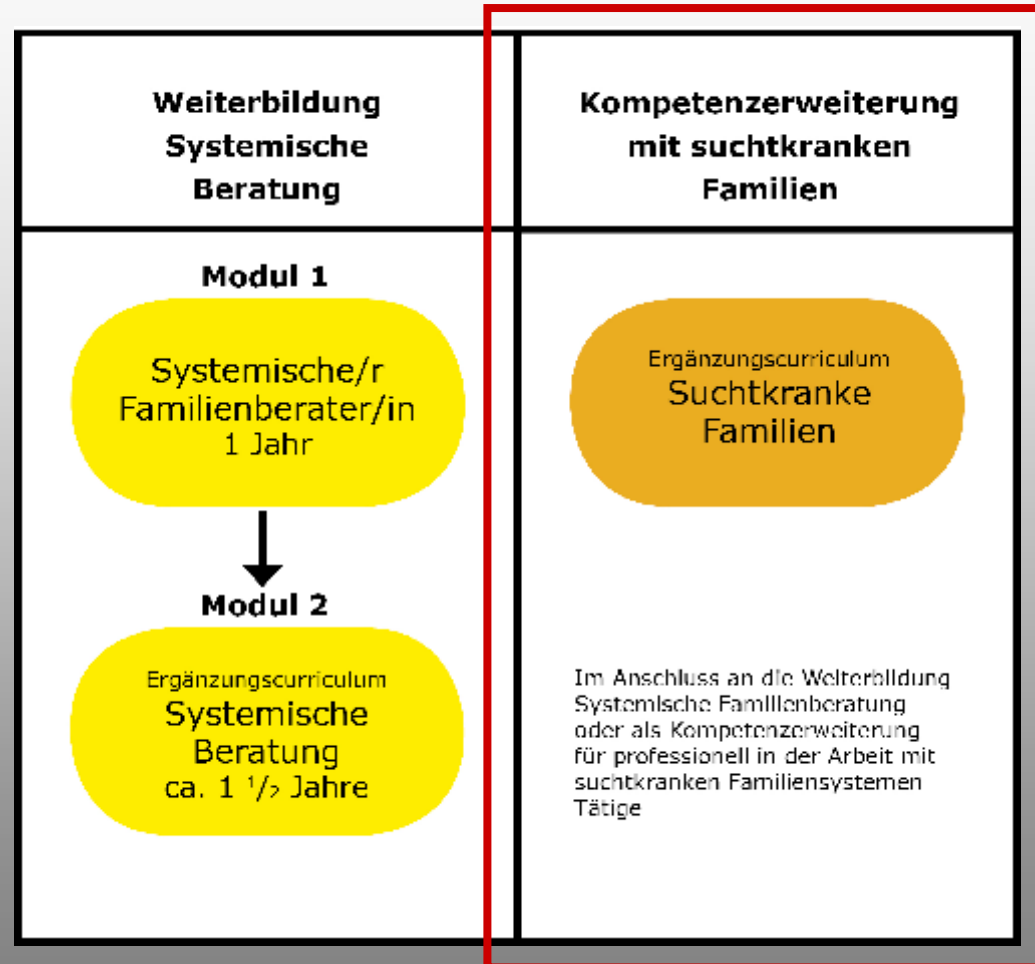 Weiterbildung
Systemische
Beratung
Modul 1
Systemische/r
Familienberater/in
1 Jahr
Modul 2
Ergänzungscurriculum
Systemische
Beratung
ca. 1 1/2 Jahre
Kompetenzerweiterung
mit suchtkranken
Familien
Ergänzungscurriculum
Suchtkranke
Familien
Im Anschluss an die Weiterbildung
Systemische Familienberatung
oder als Kompetenzerweiterung
für professionell in der Arbeit mit
suchtkranken Familiensystemen
Tätige